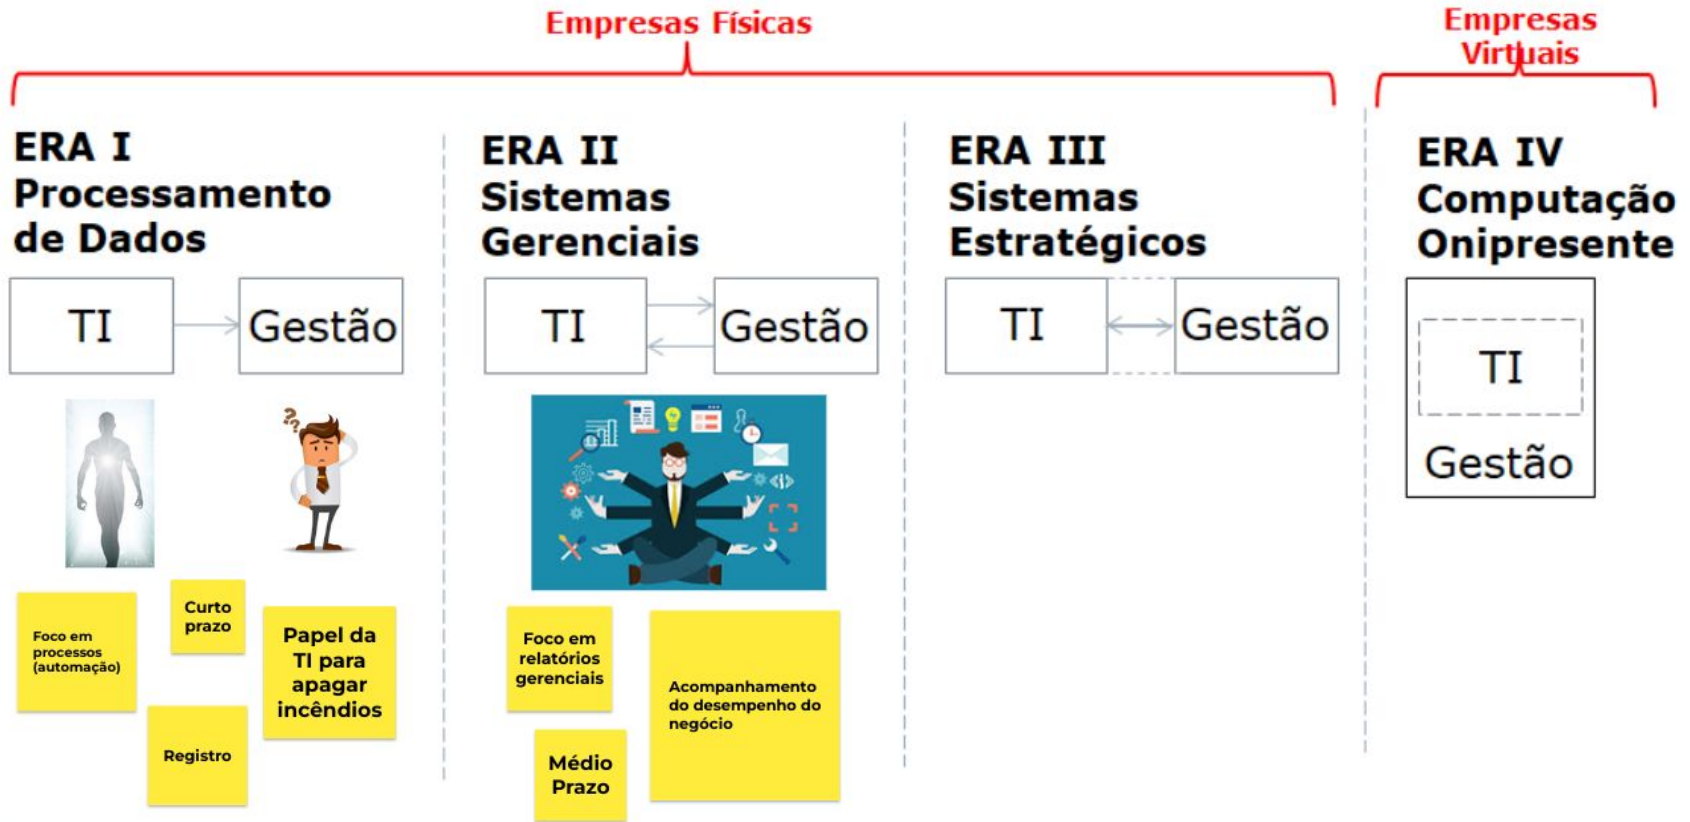 Empresas Físicas
Empresas
Virtuais
ERA I
Processamento
de Dados
TI
Gestão
Foco em
processos
(automação)
Curto
prazo
Papel da
TI para
apagar
incêndios
Registro
ERA II
Sistemas
Gerenciais
TI
Gestão
Foco em
relatórios
gerenciais
Acompanhamento
do desempenho do
negócio
Médio
Prazo
ERA III
Sistemas
Estratégicos
TI
Gestão
ERA IV
Computação
Onipresente
TI
Gestão